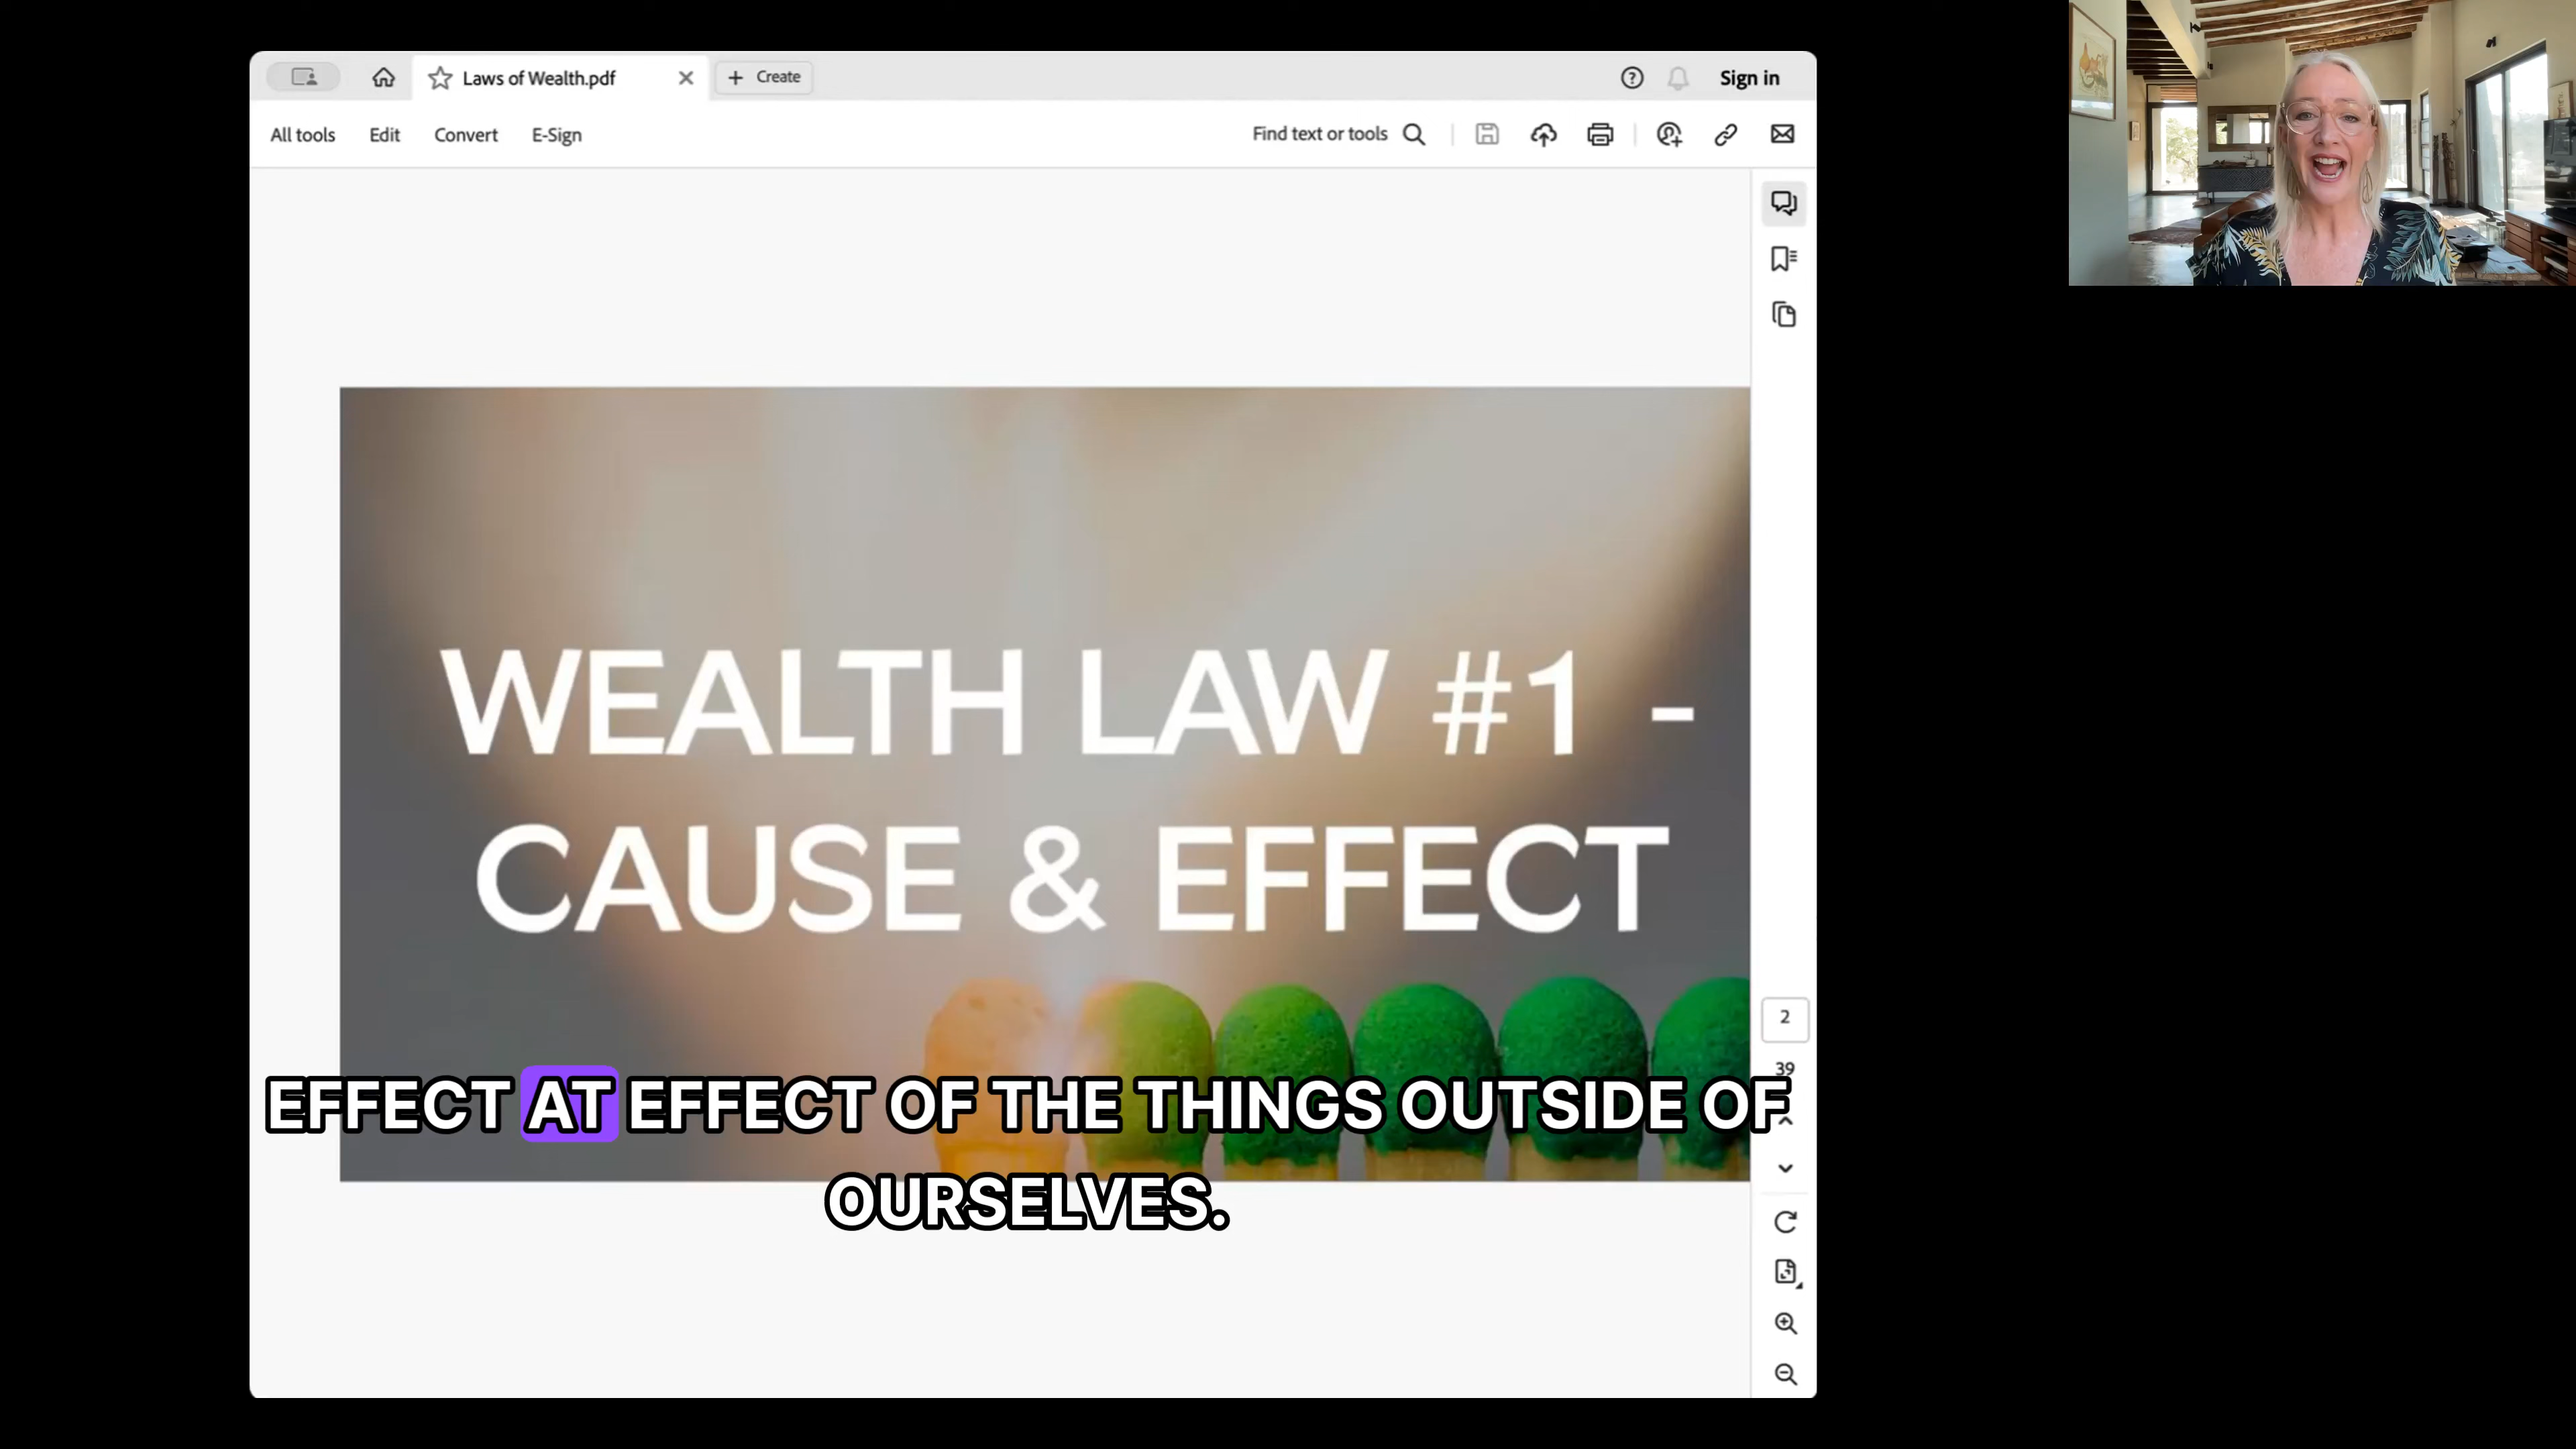 Laws of Wealth.pdf
Create
Sign in
All tools Edit Convert E-Sign
Find text or tools
WEALTH LAW #1 -
CAUSE & EFFECT
2
39
EFFECT AT EFFECT OF THE THINGS OUTSIDE OF
OURSELVES.